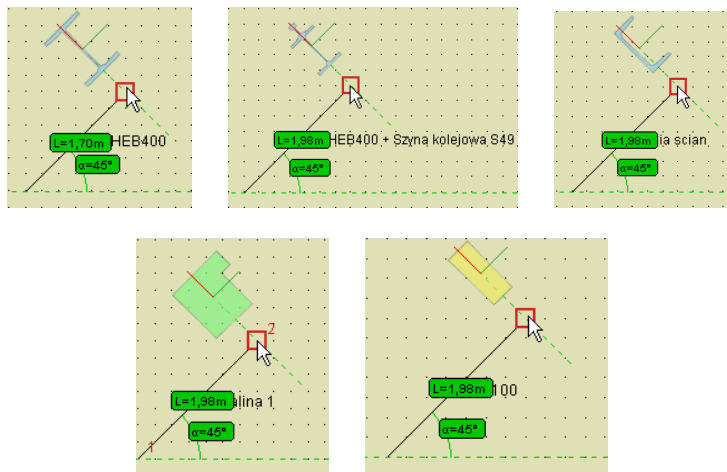 L=1,70m HEB400
α=45°
L=1,98m HEB400 + Szyna kolejowa S49
α=45°
L=1,98m ia ścian
α=45°
2
L=1,98m alina 1
α=45°
1
L=1,98m 100
α=45°